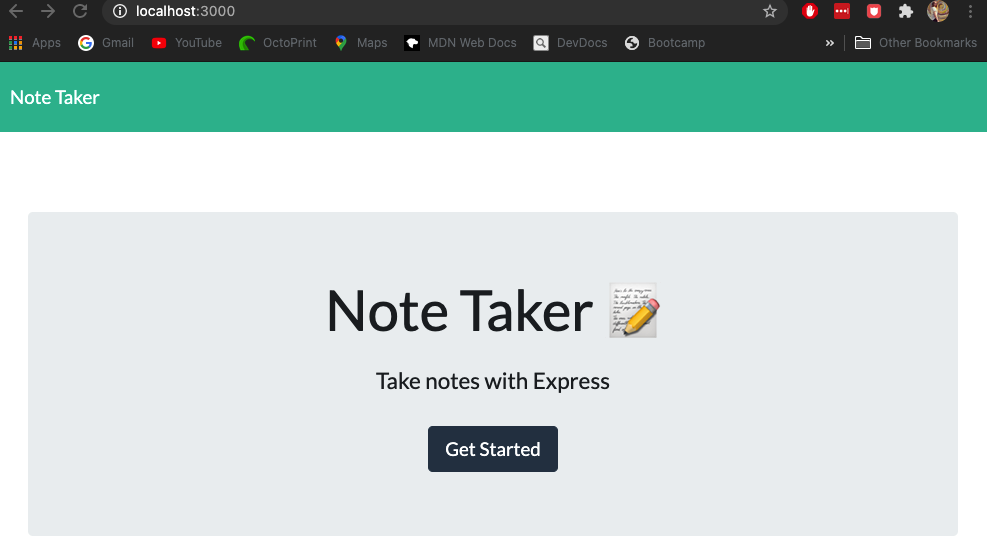 localhost:3000
Apps Gmail YouTube OctoPrint Maps MDN Web Docs DevDocs Bootcamp » Other Bookmarks
Note Taker
Note Taker 📝
Take notes with Express
Get Started